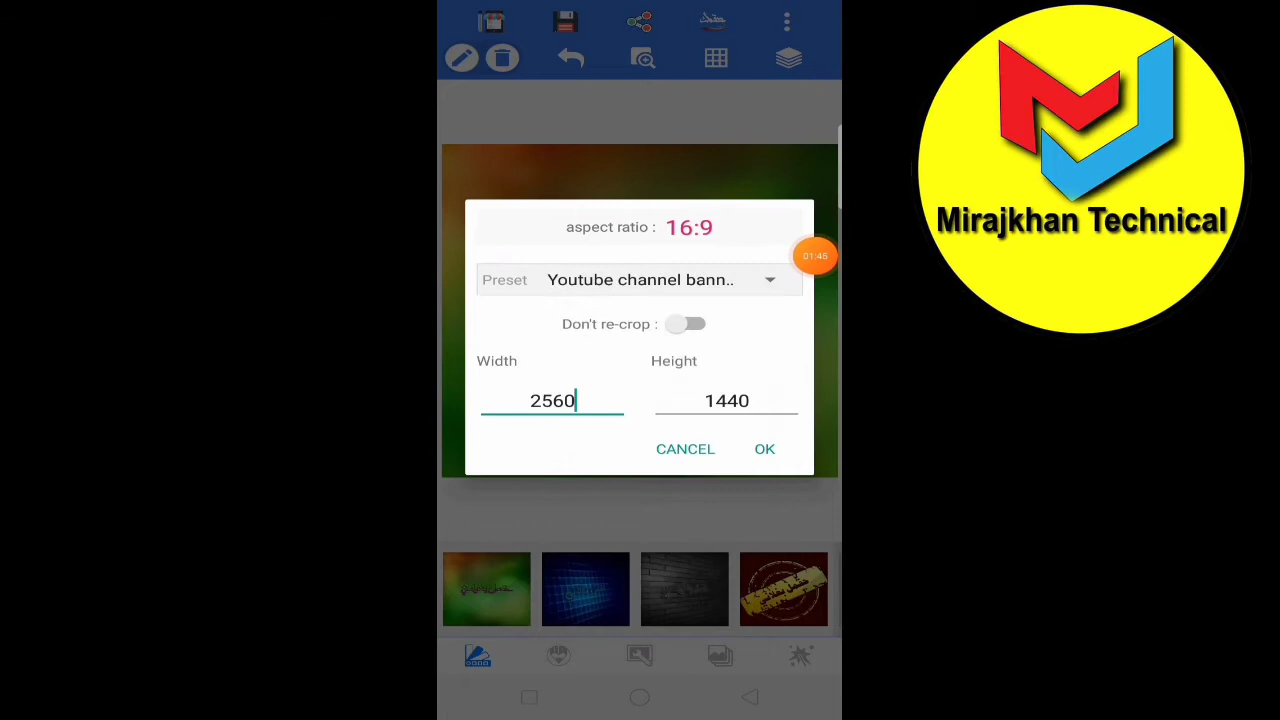 aspect ratio : 16:9
01:45
Preset Youtube channel bann..
Don't re-crop :
Width Height
2560 1440
CANCEL OK
Mirajkhan Technical